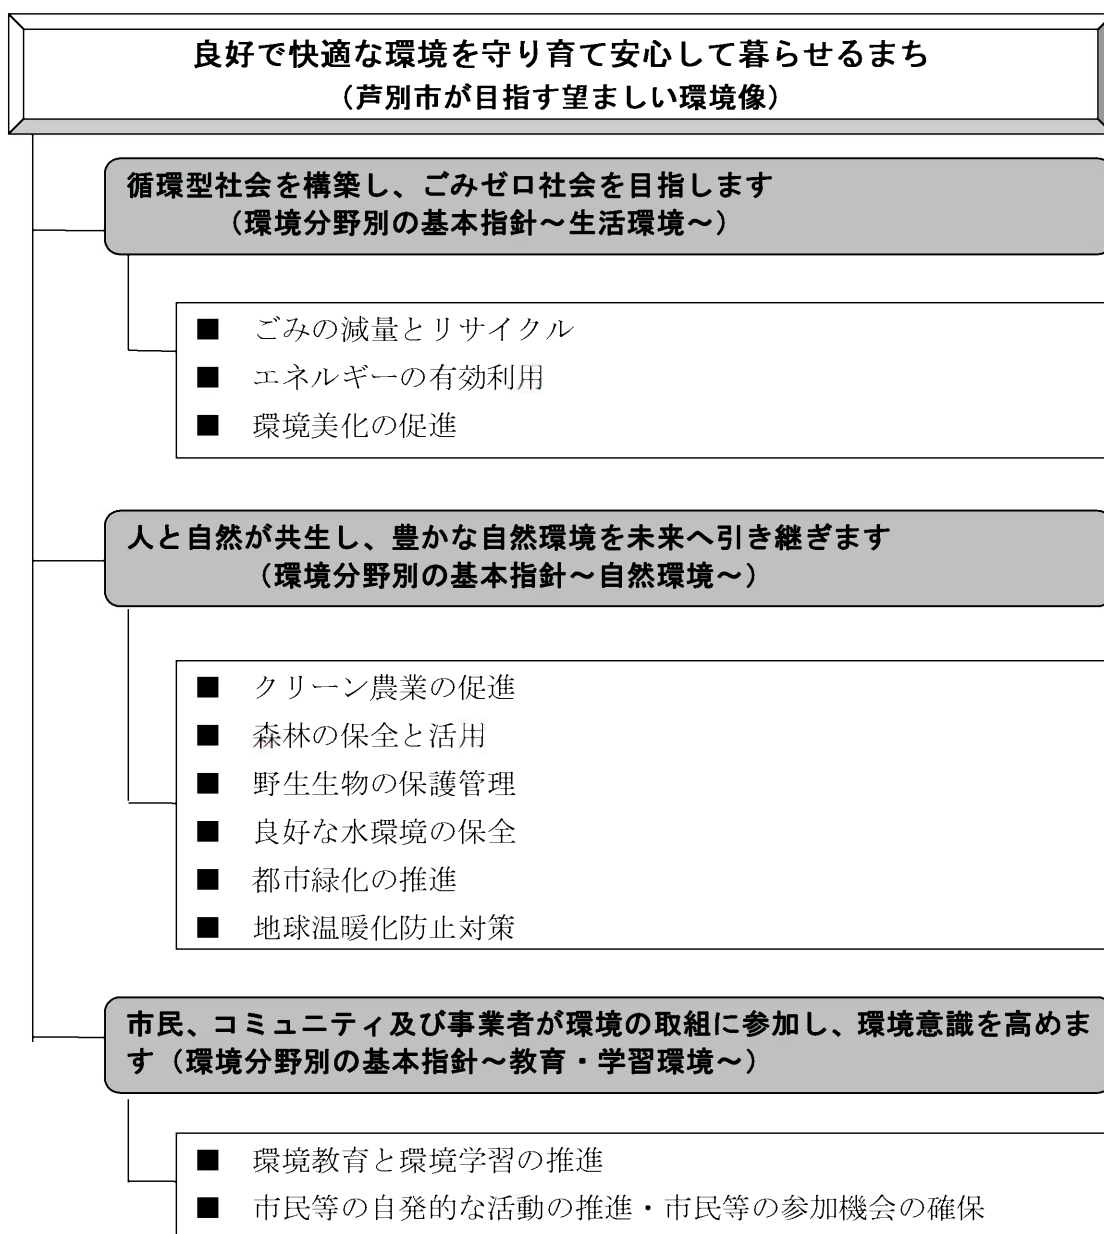 良好で快適な環境を守り育て安心して暮らせるまち
（芦別市が目指す望ましい環境像）
循環型社会を構築し、ごみゼロ社会を目指します
（環境分野別の基本指針～生活環境～）
■ ごみの減量とリサイクル
■ エネルギーの有効利用
■ 環境美化の促進
人と自然が共生し、豊かな自然環境を未来へ引き継ぎます
（環境分野別の基本指針～自然環境～）
■ クリーン農業の促進
■ 森林の保全と活用
■ 野生生物の保護管理
■ 良好な水環境の保全
■ 都市緑化の推進
■ 地球温暖化防止対策
市民、コミュニティ及び事業者が環境の取組に参加し、環境意識を高めま
す（環境分野別の基本指針～教育・学習環境～）
■ 環境教育と環境学習の推進
■ 市民等の自発的な活動の推進・市民等の参加機会の確保